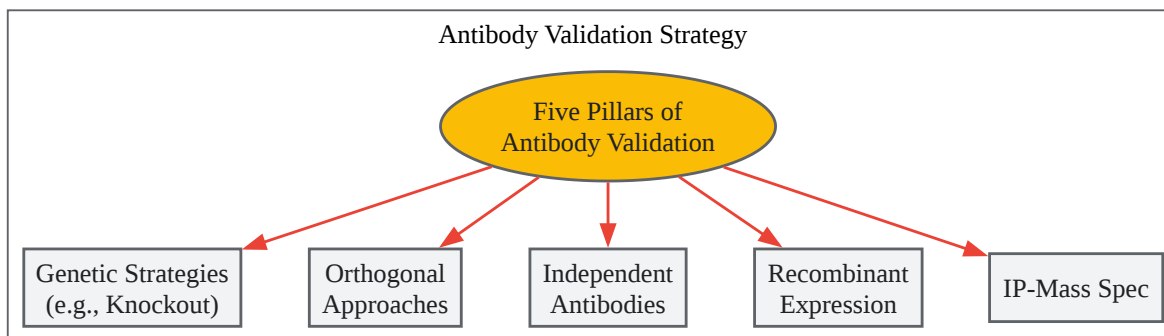 Antibody Validation Strategy
Five Pillars of
Antibody Validation
Genetic Strategies
(e.g., Knockout)
Orthogonal
Approaches
Independent
Antibodies
Recombinant
Expression
IP-Mass Spec